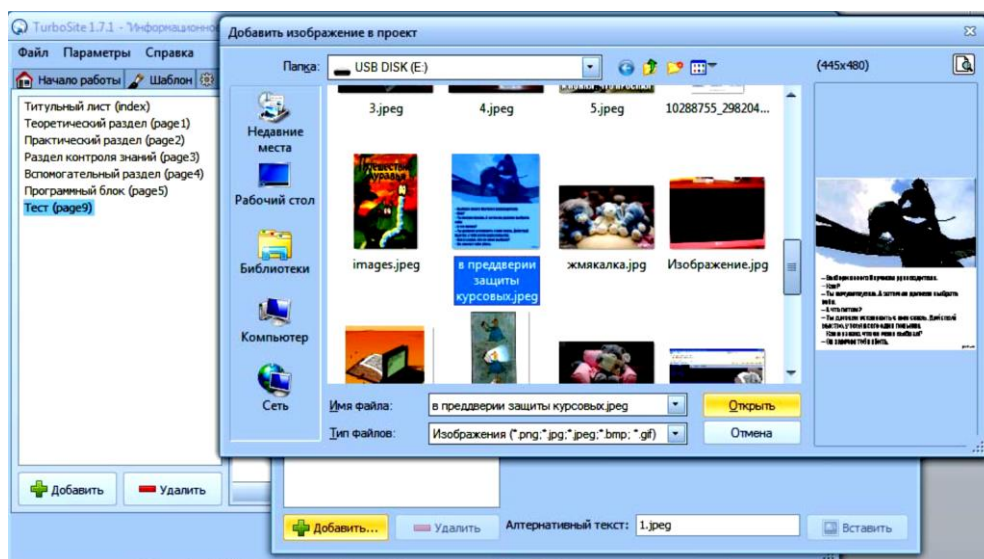 TurboSite 1.7.1 - "Информационное
Файл Параметры Справка
Начало работы Шаблон
Титульный лист (index)
Теоретический раздел (page1)
Практический раздел (page2)
Раздел контроля знаний (page3)
Вспомогательный раздел (page4)
Программный блок (page5)
Тест (page9)
Добавить Удалить
Добавить изображение в проект
Папка: USB DISK (E:)
(445x480)
Недавние места
Рабочий стол
Библиотеки
Компьютер
Сеть
3.jpeg 4.jpeg 5.jpeg 10288755_298204...
images.jpeg
в преддверии
защиты
курсовых.jpeg
жмякалка.jpg Изображение.jpg
Имя файла: в преддверии защиты курсовых.jpeg Открыть
Тип файлов: Изображения (*.png;*.jpg;*.jpeg;*.bmp; *.gif) Отмена
Добавить... Удалить Алтернативный текст: 1.jpeg Вставить